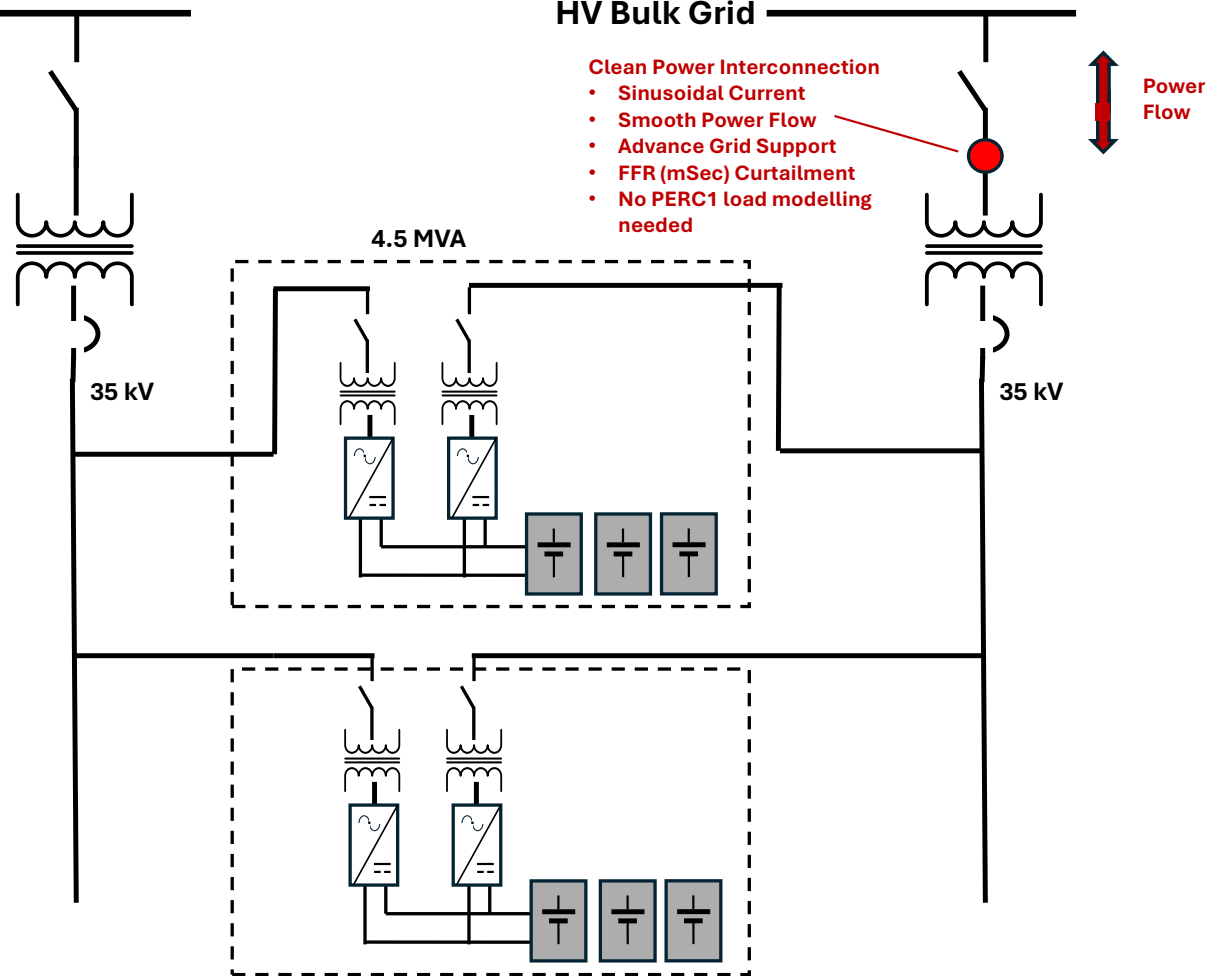 HV Bulk Grid
Clean Power Interconnection
• Sinusoidal Current
• Smooth Power Flow
• Advance Grid Support
• FFR (mSec) Curtailment
• No PERC1 load modelling
needed
Power
Flow
4.5 MVA
35 kV
35 kV